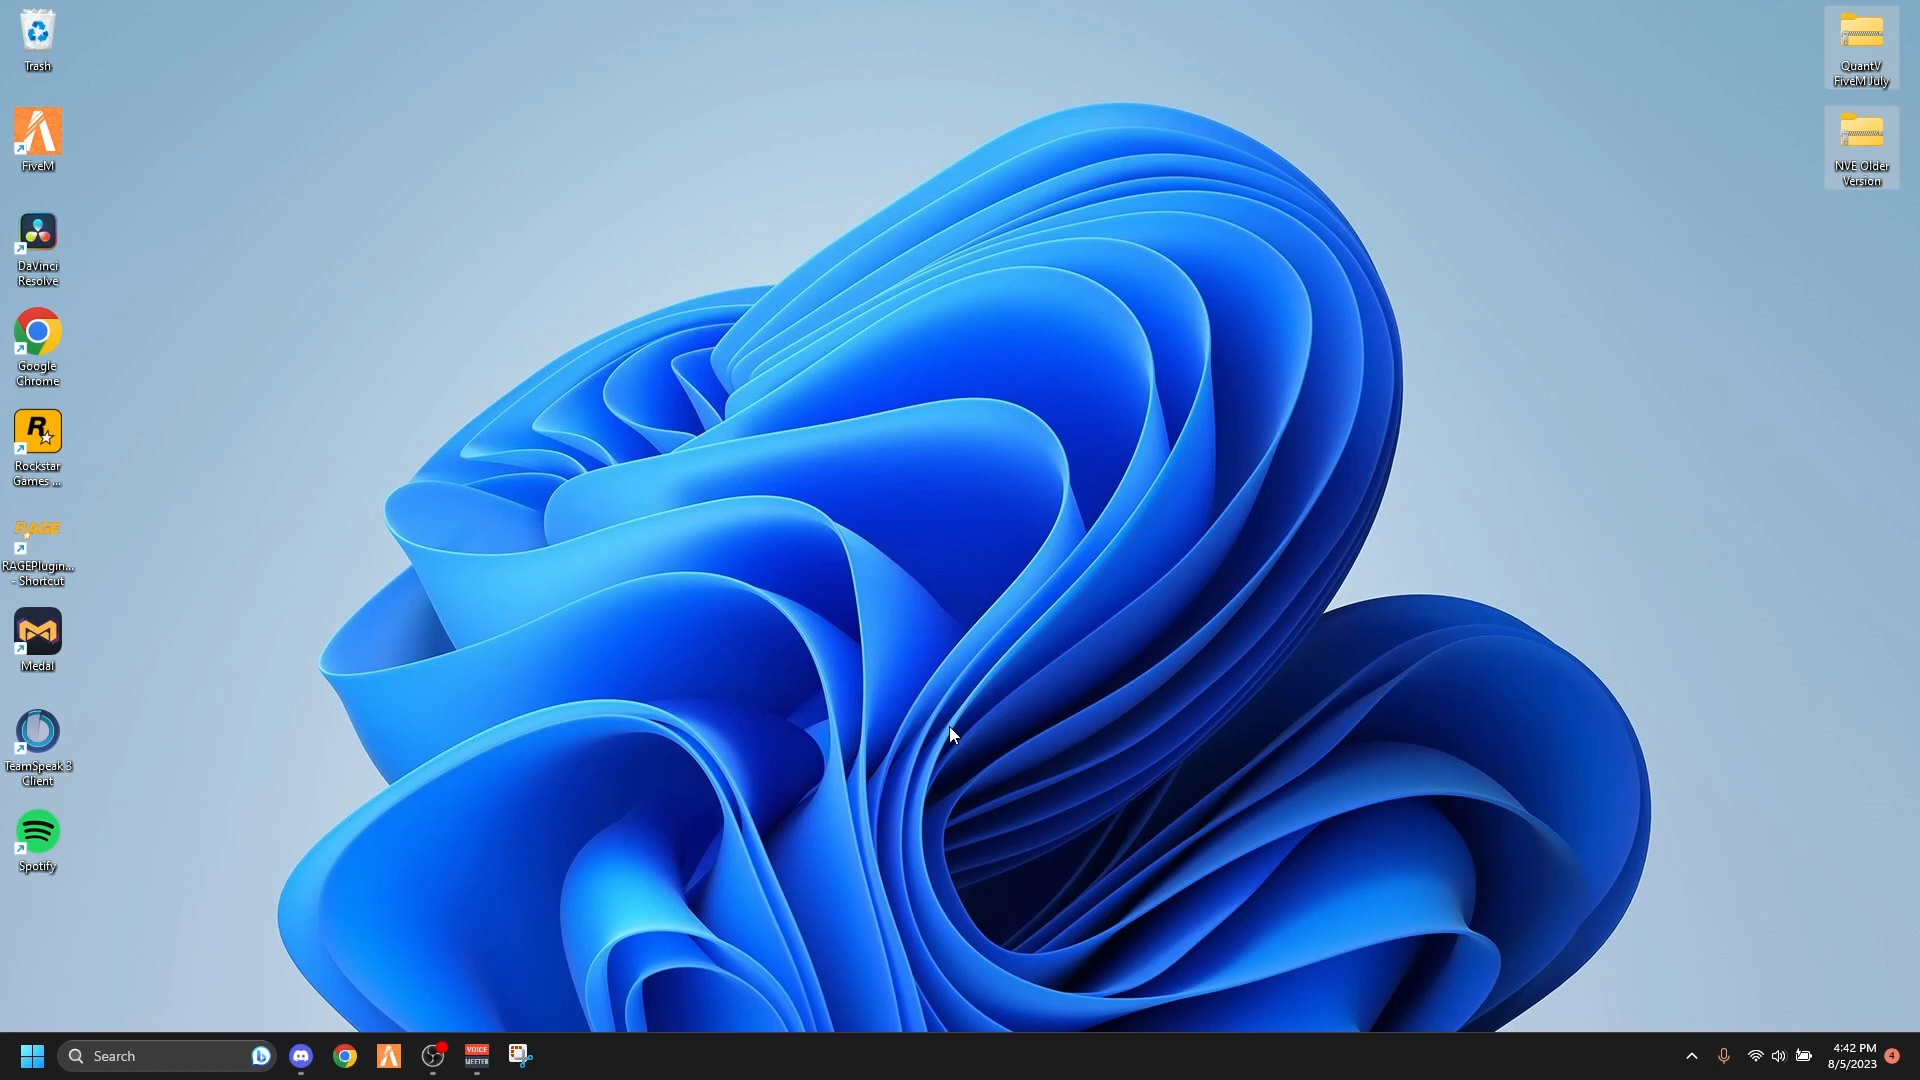 Trash
FiveM
DaVinci
Resolve
Google
Chrome
R
Rockstar
Games ...
RAGE
RAGEPlugin...
- Shortcut
Medal
TeamSpeak 3
Client
Spotify
QuantV
FiveM July
NVE Older
Version
Search
VOICE
MEETER
4:42 PM
8/5/2023
4